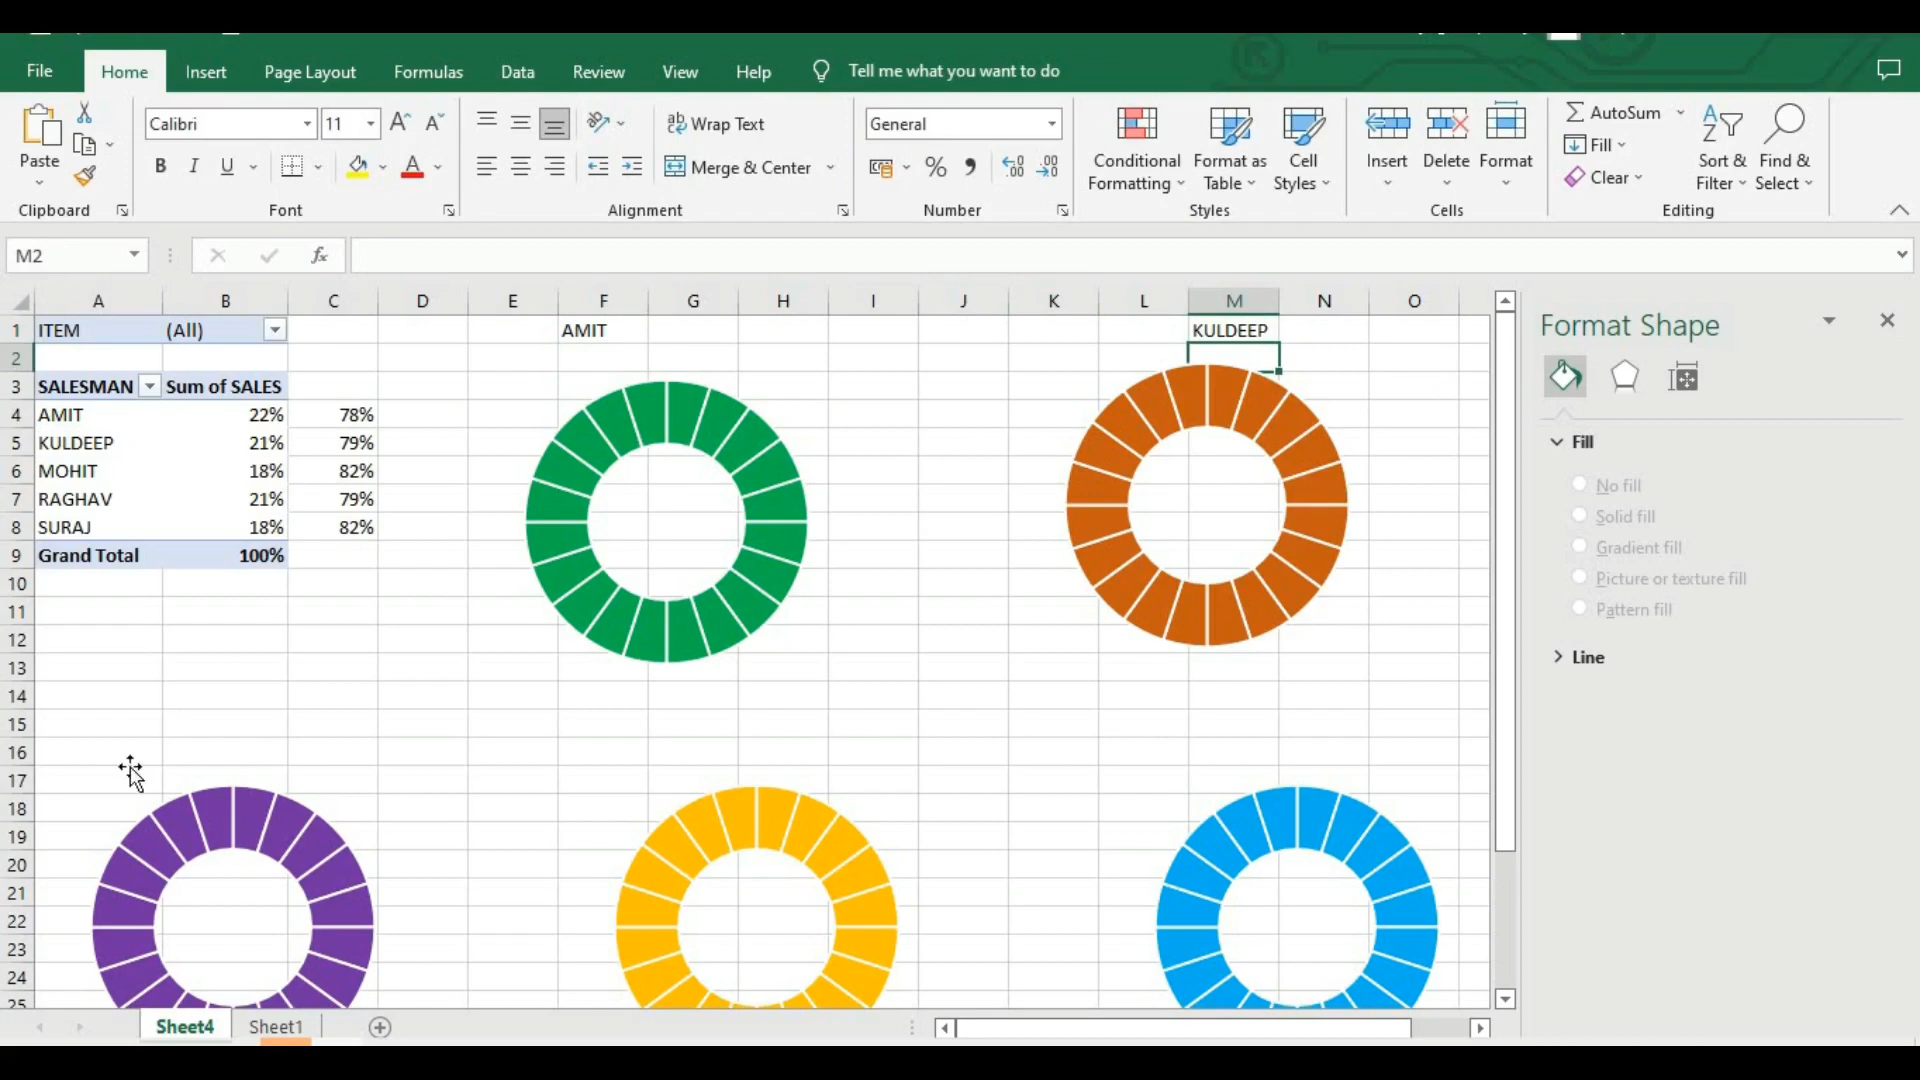 File Home Insert Page Layout Formulas Data Review View Help Tell me what you want to do
Paste
Calibri 11
B I U A
ab Wrap Text
Merge & Center
General
% ,
Conditional Formatting
Format as Table
Cell Styles
Insert Delete Format
AutoSum
Fill
Clear
Sort & Filter
Find & Select
Clipboard Font Alignment Number Styles Cells Editing
M2 fx
A B C D E F G H I J K L M N O
1 ITEM (All) AMIT KULDEEP
2
3 SALESMAN Sum of SALES
4 AMIT 22% 78%
5 KULDEEP 21% 79%
6 MOHIT 18% 82%
7 RAGHAV 21% 79%
8 SURAJ 18% 82%
9 Grand Total 100%
10
11
12
13
14
15
16
17
18
19
20
21
22
23
24
25
Sheet4 Sheet1
Format Shape
Fill
No fill
Solid fill
Gradient fill
Picture or texture fill
Pattern fill
Line